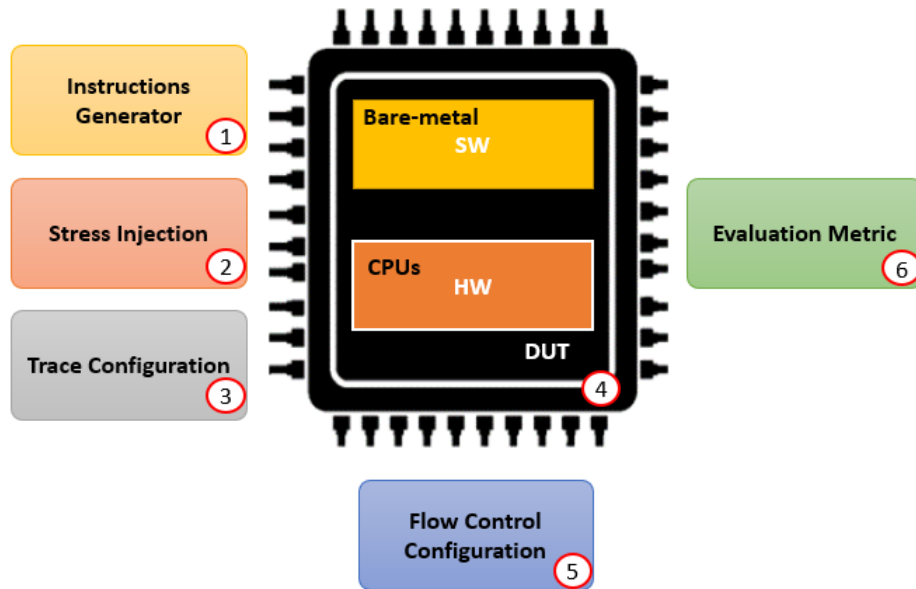 Instructions
Generator
1
Stress Injection
2
Trace Configuration
3
Bare-metal
SW
CPUs
HW
DUT
4
Flow Control
Configuration
5
Evaluation Metric
6